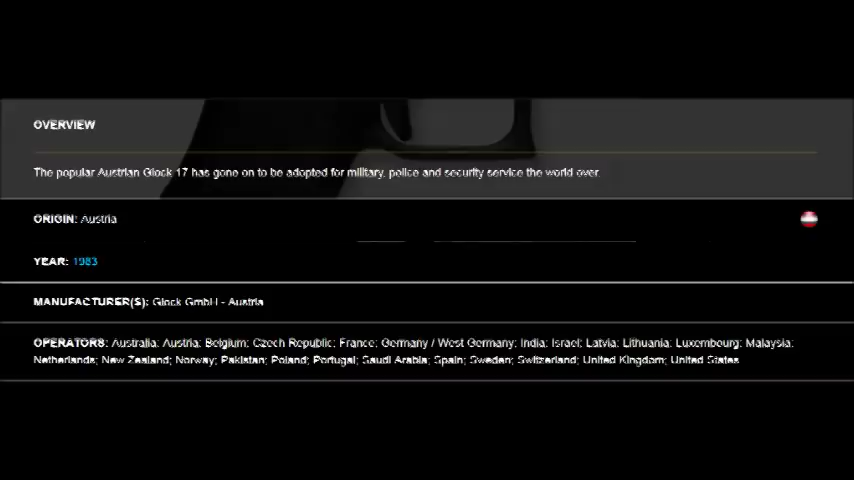 OVERVIEW
The popular Austrian Glock 17 has gone on to be adopted for military, police and security service the world over.
ORIGIN: Austria
YEAR: 1983
MANUFACTURER(S): Glock GmbH - Austria
OPERATORS: Australia; Austria; Belgium; Czech Republic; France; Germany / West Germany; India; Israel; Latvia; Lithuania; Luxembourg; Malaysia;
Netherlands; New Zealand; Norway; Pakistan; Poland; Portugal; Saudi Arabia; Spain; Sweden; Switzerland; United Kingdom; United States